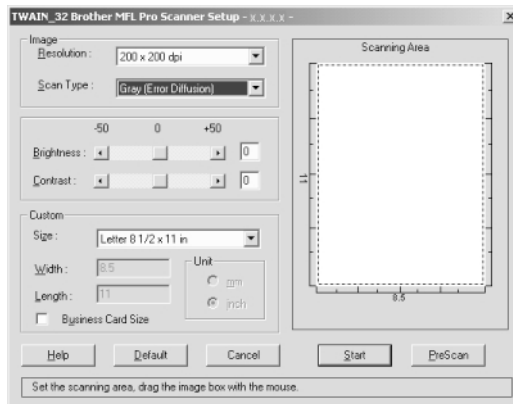 TWAIN_32 Brother MFL Pro Scanner Setup - x.x.x.x -
Image
Resolution :
200 x 200 dpi
Scan Type :
Gray (Error Diffusion)
-50 0 +50
Brightness : 0
Contrast : 0
Custom
Size :
Letter 8 1/2 x 11 in
Width :
8.5
Length :
11
Unit
mm
inch
Business Card Size
Scanning Area
11
8.5
Help Default Cancel Start PreScan
Set the scanning area, drag the image box with the mouse.